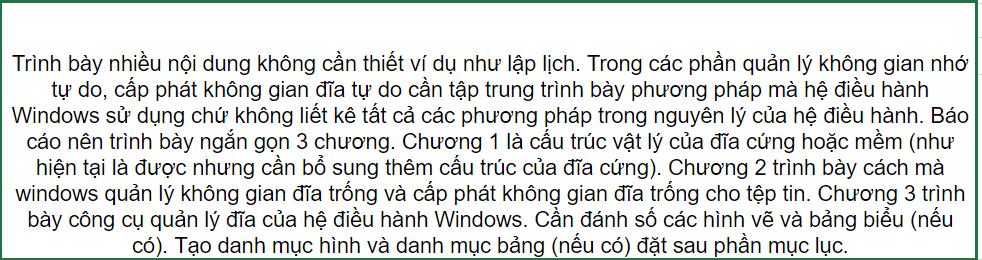 Trình bày nhiều nội dung không cần thiết ví dụ như lập lịch. Trong các phần quản lý không gian nhớ
tự do, cấp phát không gian đĩa tự do cần tập trung trình bày phương pháp mà hệ điều hành
Windows sử dụng chứ không liết kê tất cả các phương pháp trong nguyên lý của hệ điều hành. Báo
cáo nên trình bày ngắn gọn 3 chương. Chương 1 là cấu trúc vật lý của đĩa cứng hoặc mềm (như
hiện tại là được nhưng cần bổ sung thêm cấu trúc của đĩa cứng). Chương 2 trình bày cách mà
windows quản lý không gian đĩa trống và cấp phát không gian đĩa trống cho tệp tin. Chương 3 trình
bày công cụ quản lý đĩa của hệ điều hành Windows. Cần đánh số các hình vẽ và bảng biểu (nếu
có). Tạo danh mục hình và danh mục bảng (nếu có) đặt sau phần mục lục.